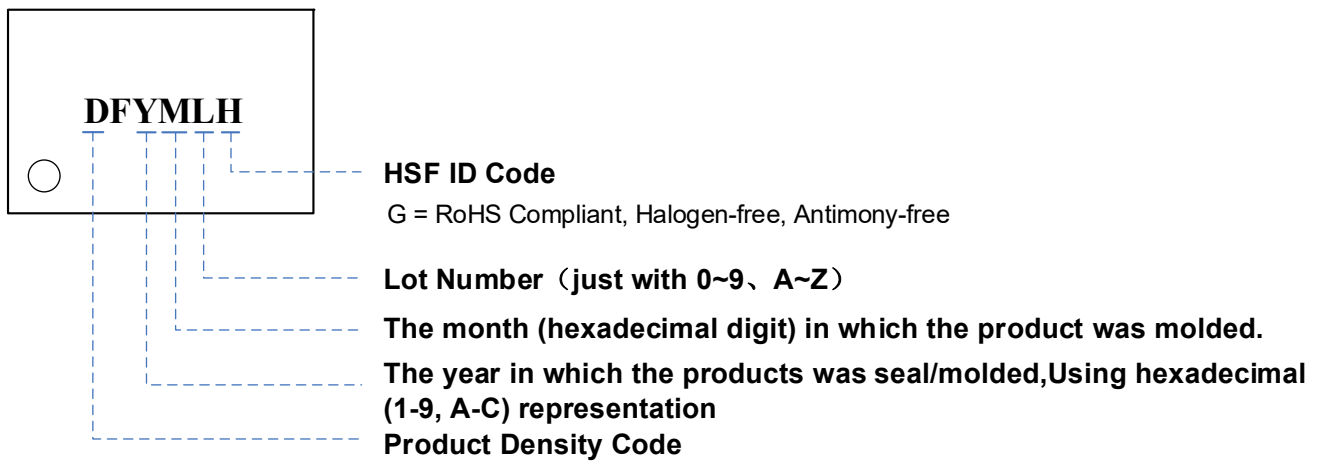 DFYMLH
HSF ID Code
G = RoHS Compliant, Halogen-free, Antimony-free
Lot Number（just with 0~9、A~Z）
The month (hexadecimal digit) in which the product was molded.
The year in which the products was seal/molded,Using hexadecimal
(1-9, A-C) representation
Product Density Code